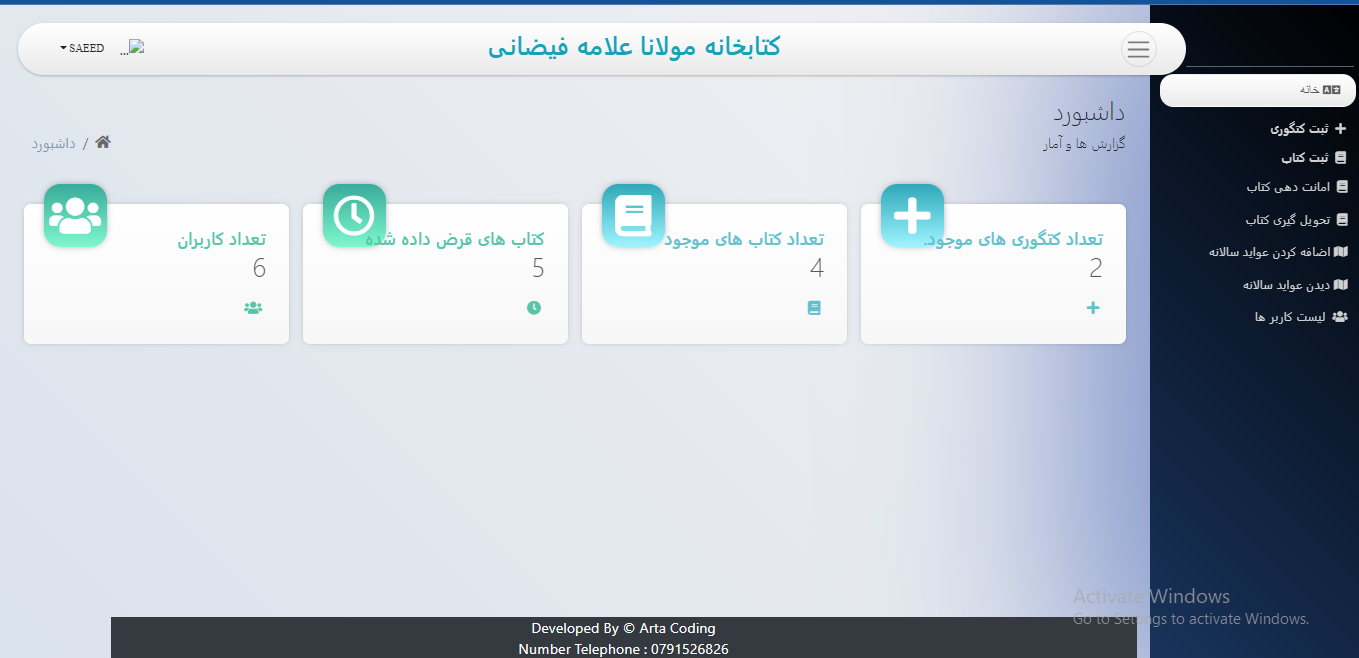 کتابخانه مولانا علامه فیضانی
SAEED
...
خانه
ثبت کتگوری
ثبت کتاب
امانت دهی کتاب
تحویل گیری کتاب
اضافه کردن عواید سالانه
دیدن عواید سالانه
لیست کاربر ها
داشبورد
گزارش ها و آمار
/ داشبورد
تعداد کتگوری های موجود.
2
تعداد کتاب های موجود
4
کتاب های قرض داده شده
5
تعداد کاربران
6
Activate Windows
Go to Settings to activate Windows.
Developed By © Arta Coding
Number Telephone : 0791526826